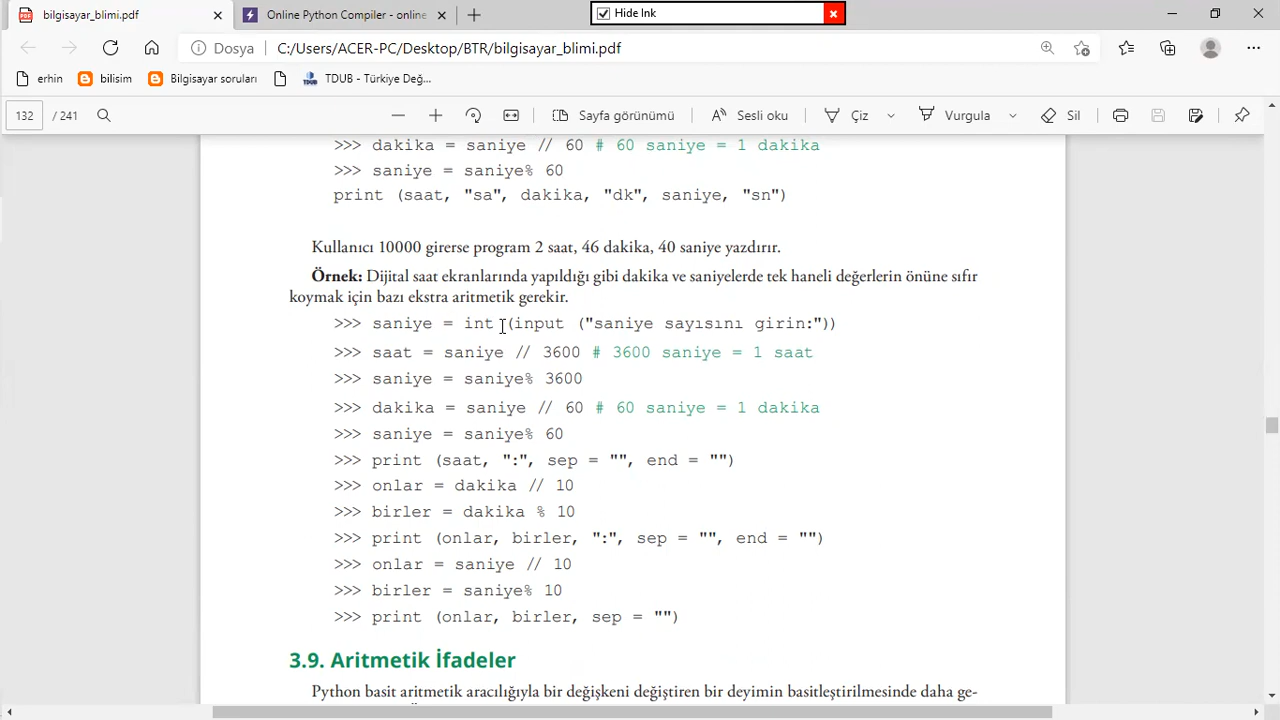 bilgisayar_blimi.pdf
Online Python Compiler - online
Hide Ink
Dosya
C:/Users/ACER-PC/Desktop/BTR/bilgisayar_blimi.pdf
erhin
bilisim
Bilgisayar soruları
TDUB - Türkiye Değ...
132 / 241
Sayfa görünümü
Sesli oku
Çiz
Vurgula
Sil
>>> dakika = saniye // 60 # 60 saniye = 1 dakika
>>> saniye = saniye% 60
print (saat, "sa", dakika, "dk", saniye, "sn")
Kullanıcı 10000 girerse program 2 saat, 46 dakika, 40 saniye yazdırır.
Örnek: Dijital saat ekranlarında yapıldığı gibi dakika ve saniyelerde tek haneli değerlerin önüne sıfır
koymak için bazı ekstra aritmetik gerekir.
>>> saniye = int (input ("saniye sayısını girin:"))
>>> saat = saniye // 3600 # 3600 saniye = 1 saat
>>> saniye = saniye% 3600
>>> dakika = saniye // 60 # 60 saniye = 1 dakika
>>> saniye = saniye% 60
>>> print (saat, ":", sep = "", end = "")
>>> onlar = dakika // 10
>>> birler = dakika % 10
>>> print (onlar, birler, ":", sep = "", end = "")
>>> onlar = saniye // 10
>>> birler = saniye% 10
>>> print (onlar, birler, sep = "")
3.9. Aritmetik İfadeler
Python basit aritmetik aracılığıyla bir değişkeni değiştiren bir deyimin basitleştirilmesinde daha ge-